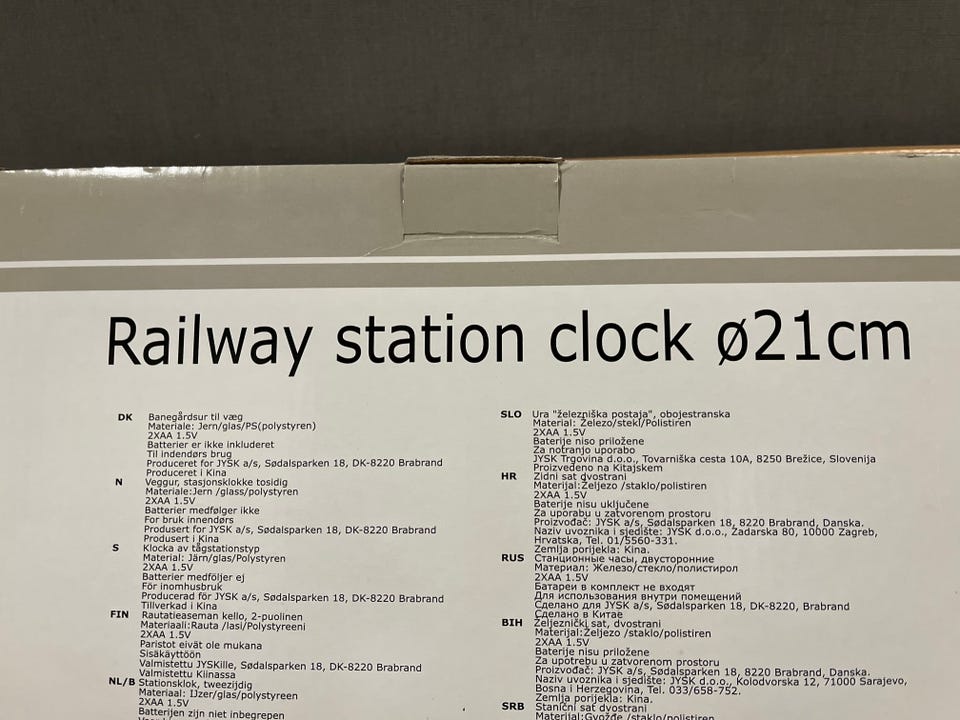 Railway station clock ø21cm
DK Banegårdsur til væg
Materiale: Jern/glas/PS(polystyren)
2XAA 1.5V
Batterier er ikke inkluderet
Til indendørs brug
Produceret for JYSK a/s, Sødalsparken 18, DK-8220 Brabrand
Produceret i Kina
N Veggur, stasjonsklokke tosidig
Materiale:Jern /glass/polystyren
2XAA 1.5V
Batterier medfølger ikke
For bruk innendørs
Produsert for JYSK a/s, Sødalsparken 18, DK-8220 Brabrand
Produsert i Kina
S Klocka av tågstationstyp
Material: Järn/glas/Polystyren
2XAA 1.5V
Batterier medföljer ej
För inomhusbruk
Producerad för JYSK a/s, Sødalsparken 18, DK-8220 Brabrand
Tillverkad i Kina
FIN Rautatieaseman kello, 2-puolinen
Materiaali:Rauta /lasi/Polystyreeni
2XAA 1.5V
Paristot eivät ole mukana
Sisäkäyttöön
Valmistettu JYSKille, Sødalsparken 18, DK-8220 Brabrand
Valmistettu Kiinassa
NL/B Stationsklok, tweezijdig
Materiaal: IJzer/glas/polystyreen
2XAA 1.5V
Batterijen zijn niet inbegrepen
SLO Ura "železniška postaja", obojestranska
Material: Železo/stekl/Polistiren
2XAA 1.5V
Baterije niso priložene
Za notranjo uporabo
JYSK Trgovina d.o.o., Tovarniška cesta 10A, 8250 Brežice, Slovenija
Proizvedeno na Kitajskem
HR Zidni sat dvostrani
Materijal:Željezo /staklo/polistiren
2XAA 1.5V
Baterije nisu uključene
Za uporabu u zatvorenom prostoru
Proizvođač: JYSK a/s, Sødalsparken 18, 8220 Brabrand, Danska.
Naziv uvoznika i sjedište: JYSK d.o.o., Zadarska 80, 10000 Zagreb,
Hrvatska, Tel. 01/5560-331.
Zemlja porijekla: Kina.
RUS Станционные часы, двусторонние
Материал: Железо/стекло/полистирол
2XAA 1.5V
Батареи в комплект не входят
Для использования внутри помещений
Сделано для JYSK a/s, Sødalsparken 18, DK-8220, Brabrand
Сделано в Китае
BIH Željeznički sat, dvostrani
Materijal:Željezo /staklo/polistiren
2XAA 1.5V
Baterije nisu priložene
Za upotrebu u zatvorenom prostoru
Proizvođač: JYSK a/s, Sødalsparken 18, 8220 Brabrand, Danska.
Naziv uvoznika i sjedište: JYSK d.o.o., Kolodvorska 12, 71000 Sarajevo,
Bosna i Herzegovina, Tel. 033/658-752.
Zemlja porijekla: Kina.
SRB Stanični sat dvostrani
Materijal:Gvožđe /staklo/polistiren